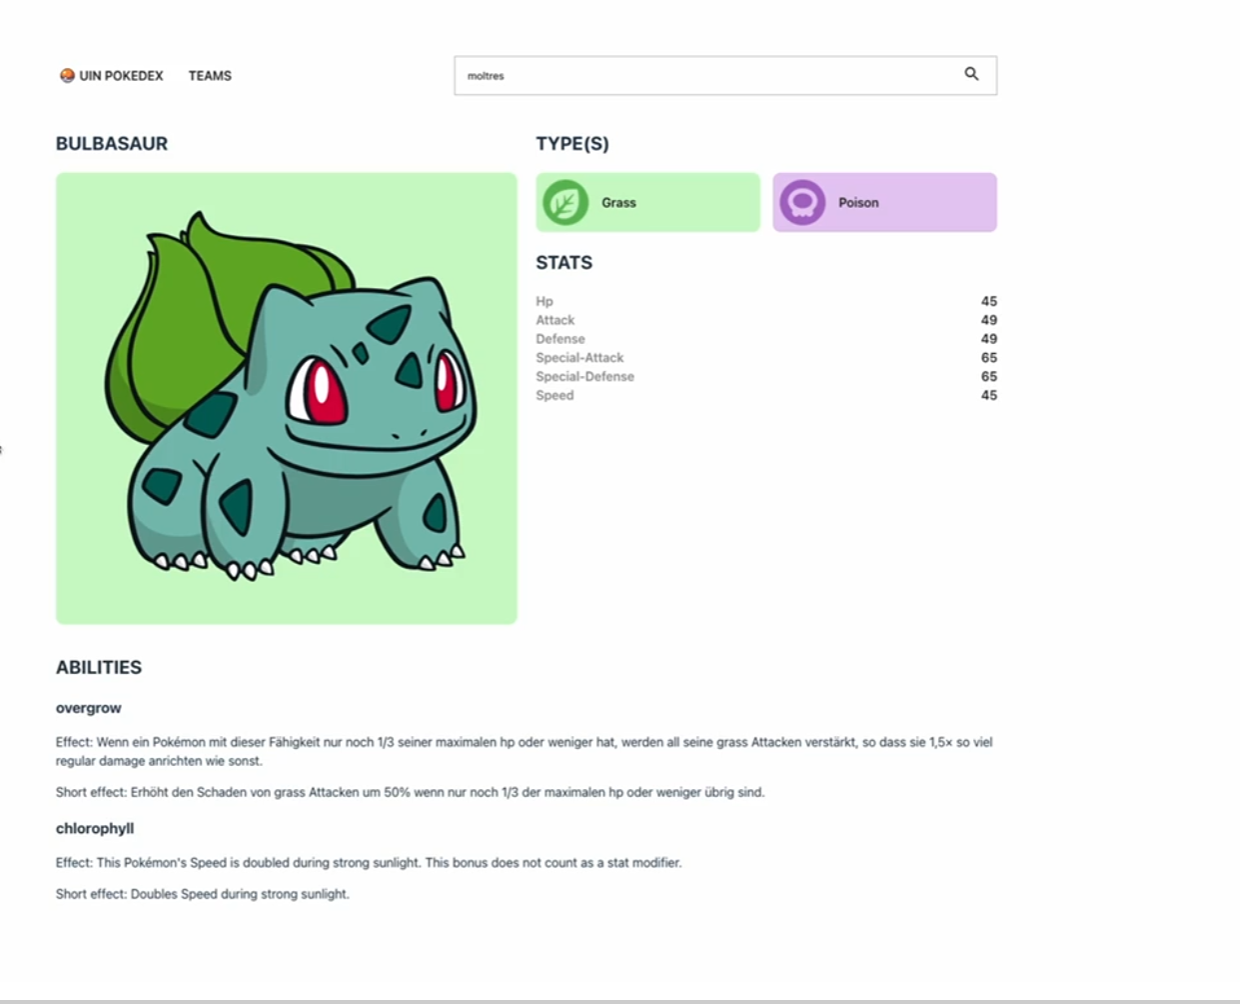 UIN POKEDEX TEAMS moltres
BULBASAUR
TYPE(S)
Grass Poison
STATS
Hp 45
Attack 49
Defense 49
Special-Attack 65
Special-Defense 65
Speed 45
ABILITIES
overgrow
Effect: Wenn ein Pokémon mit dieser Fähigkeit nur noch 1/3 seiner maximalen hp oder weniger hat, werden all seine grass Attacken verstärkt, so dass sie 1,5× so viel
regular damage anrichten wie sonst.
Short effect: Erhöht den Schaden von grass Attacken um 50% wenn nur noch 1/3 der maximalen hp oder weniger übrig sind.
chlorophyll
Effect: This Pokémon's Speed is doubled during strong sunlight. This bonus does not count as a stat modifier.
Short effect: Doubles Speed during strong sunlight.